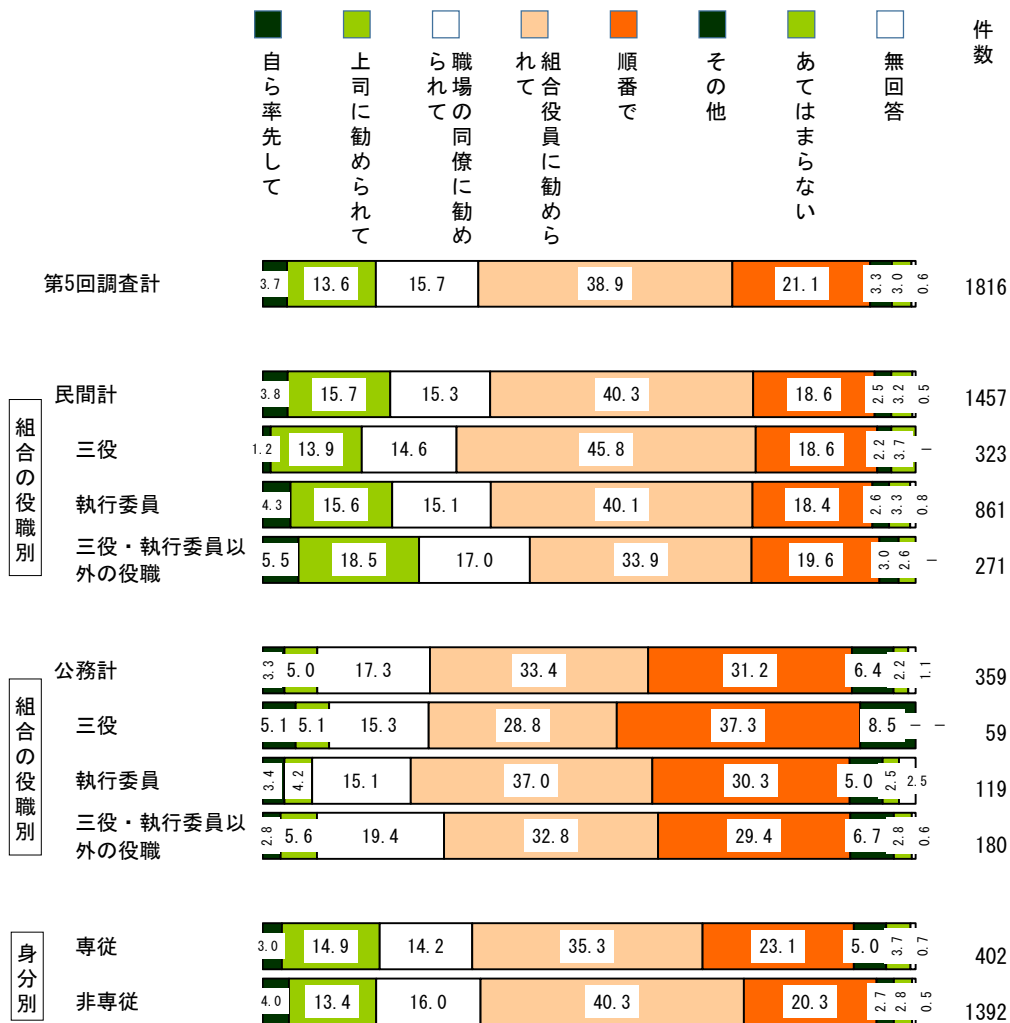 自ら率先して
上司に勧められて
職場の同僚に勧め
られて
組合役員に勧めら
れて
順番で
その他
あてはまらない
無回答
件数
第5回調査計 3.7 13.6 15.7 38.9 21.1 3.3 3.0 0.6 1816
組合の役職別
民間計 3.8 15.7 15.3 40.3 18.6 2.5 3.2 0.5 1457
三役 1.2 13.9 14.6 45.8 18.6 2.2 3.7 － 323
執行委員 4.3 15.6 15.1 40.1 18.4 2.6 3.3 0.8 861
三役・執行委員以
外の役職 5.5 18.5 17.0 33.9 19.6 3.0 2.6 － 271
組合の役職別
公務計 3.3 5.0 17.3 33.4 31.2 6.4 2.2 1.1 359
三役 5.1 5.1 15.3 28.8 37.3 8.5 － － 59
執行委員 3.4 4.2 15.1 37.0 30.3 5.0 2.5 2.5 119
三役・執行委員以
外の役職 2.8 5.6 19.4 32.8 29.4 6.7 2.8 0.6 180
身分別
専従 3.0 14.9 14.2 35.3 23.1 5.0 3.7 0.7 402
非専従 4.0 13.4 16.0 40.3 20.3 2.7 2.8 0.5 1392